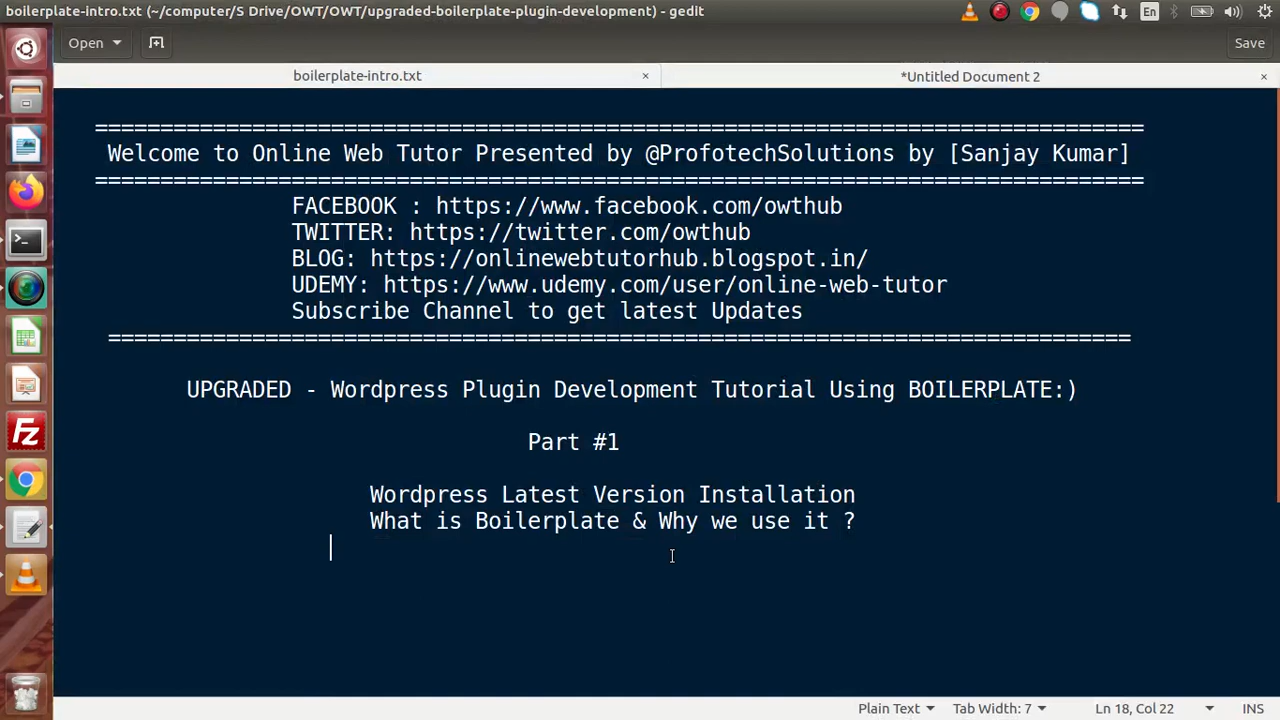 boilerplate-intro.txt (~/computer/S Drive/OWT/OWT/upgraded-boilerplate-plugin-development) - gedit
En
Open
Save
boilerplate-intro.txt ×
*Untitled Document 2 ×
================================================================================
Welcome to Online Web Tutor Presented by @ProfotechSolutions by [Sanjay Kumar]
================================================================================
FACEBOOK : https://www.facebook.com/owthub
TWITTER: https://twitter.com/owthub
BLOG: https://onlinewebtutorhub.blogspot.in/
UDEMY: https://www.udemy.com/user/online-web-tutor
Subscribe Channel to get latest Updates
==============================================================================
UPGRADED - Wordpress Plugin Development Tutorial Using BOILERPLATE:)
Part #1
Wordpress Latest Version Installation
What is Boilerplate & Why we use it ?
Fz
Plain Text
Tab Width: 7
Ln 18, Col 22
INS